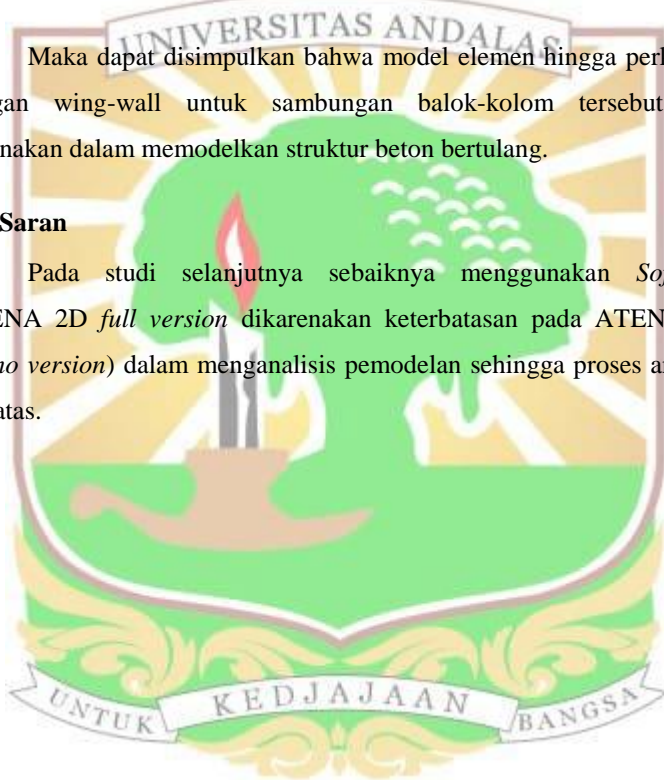 UNIVERSITAS ANDALAS
Maka dapat disimpulkan bahwa model elemen hingga perl
gan wing-wall untuk sambungan balok-kolom tersebut
nakan dalam memodelkan struktur beton bertulang.
Saran
Pada studi selanjutnya sebaiknya menggunakan Sof
ENA 2D full version dikarenakan keterbatasan pada ATEN
no version) dalam menganalisis pemodelan sehingga proses a
atas.
UNTUK KEDJAJAAN BANGSA